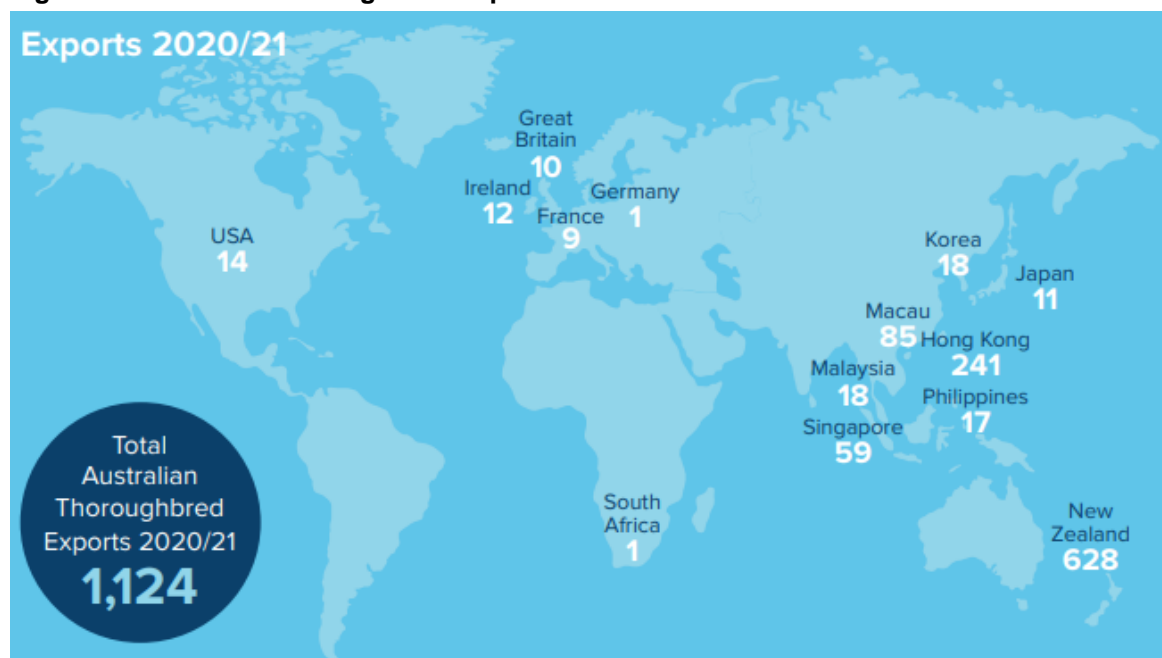 Exports 2020/21
Great
Britain
10
Ireland
12
Germany
1
France
9
USA
14
Korea
18
Japan
11
Macau
85
Hong Kong
241
Malaysia
18
Philippines
17
Singapore
59
South
Africa
1
New
Zealand
628
Total
Australian
Thoroughbred
Exports 2020/21
1,124